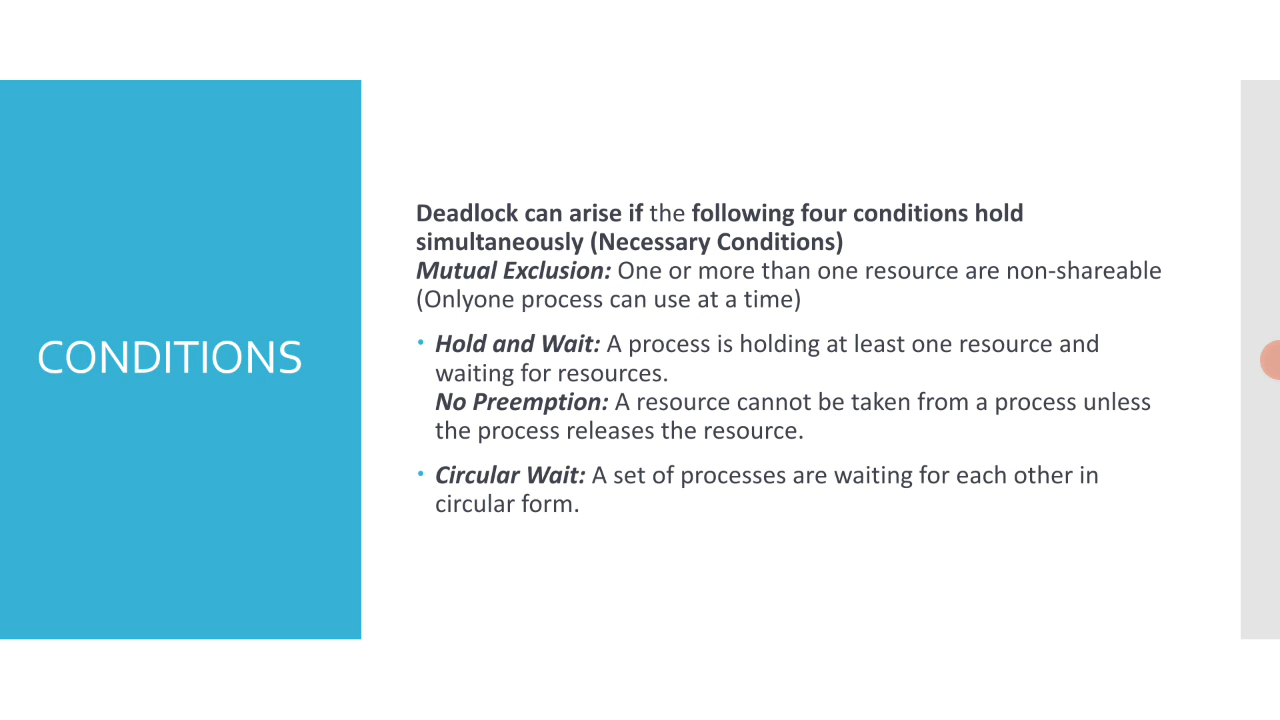 CONDITIONS
Deadlock can arise if the following four conditions hold
simultaneously (Necessary Conditions)
Mutual Exclusion: One or more than one resource are non-shareable
(Onlyone process can use at a time)
• Hold and Wait: A process is holding at least one resource and
waiting for resources.
No Preemption: A resource cannot be taken from a process unless
the process releases the resource.
• Circular Wait: A set of processes are waiting for each other in
circular form.